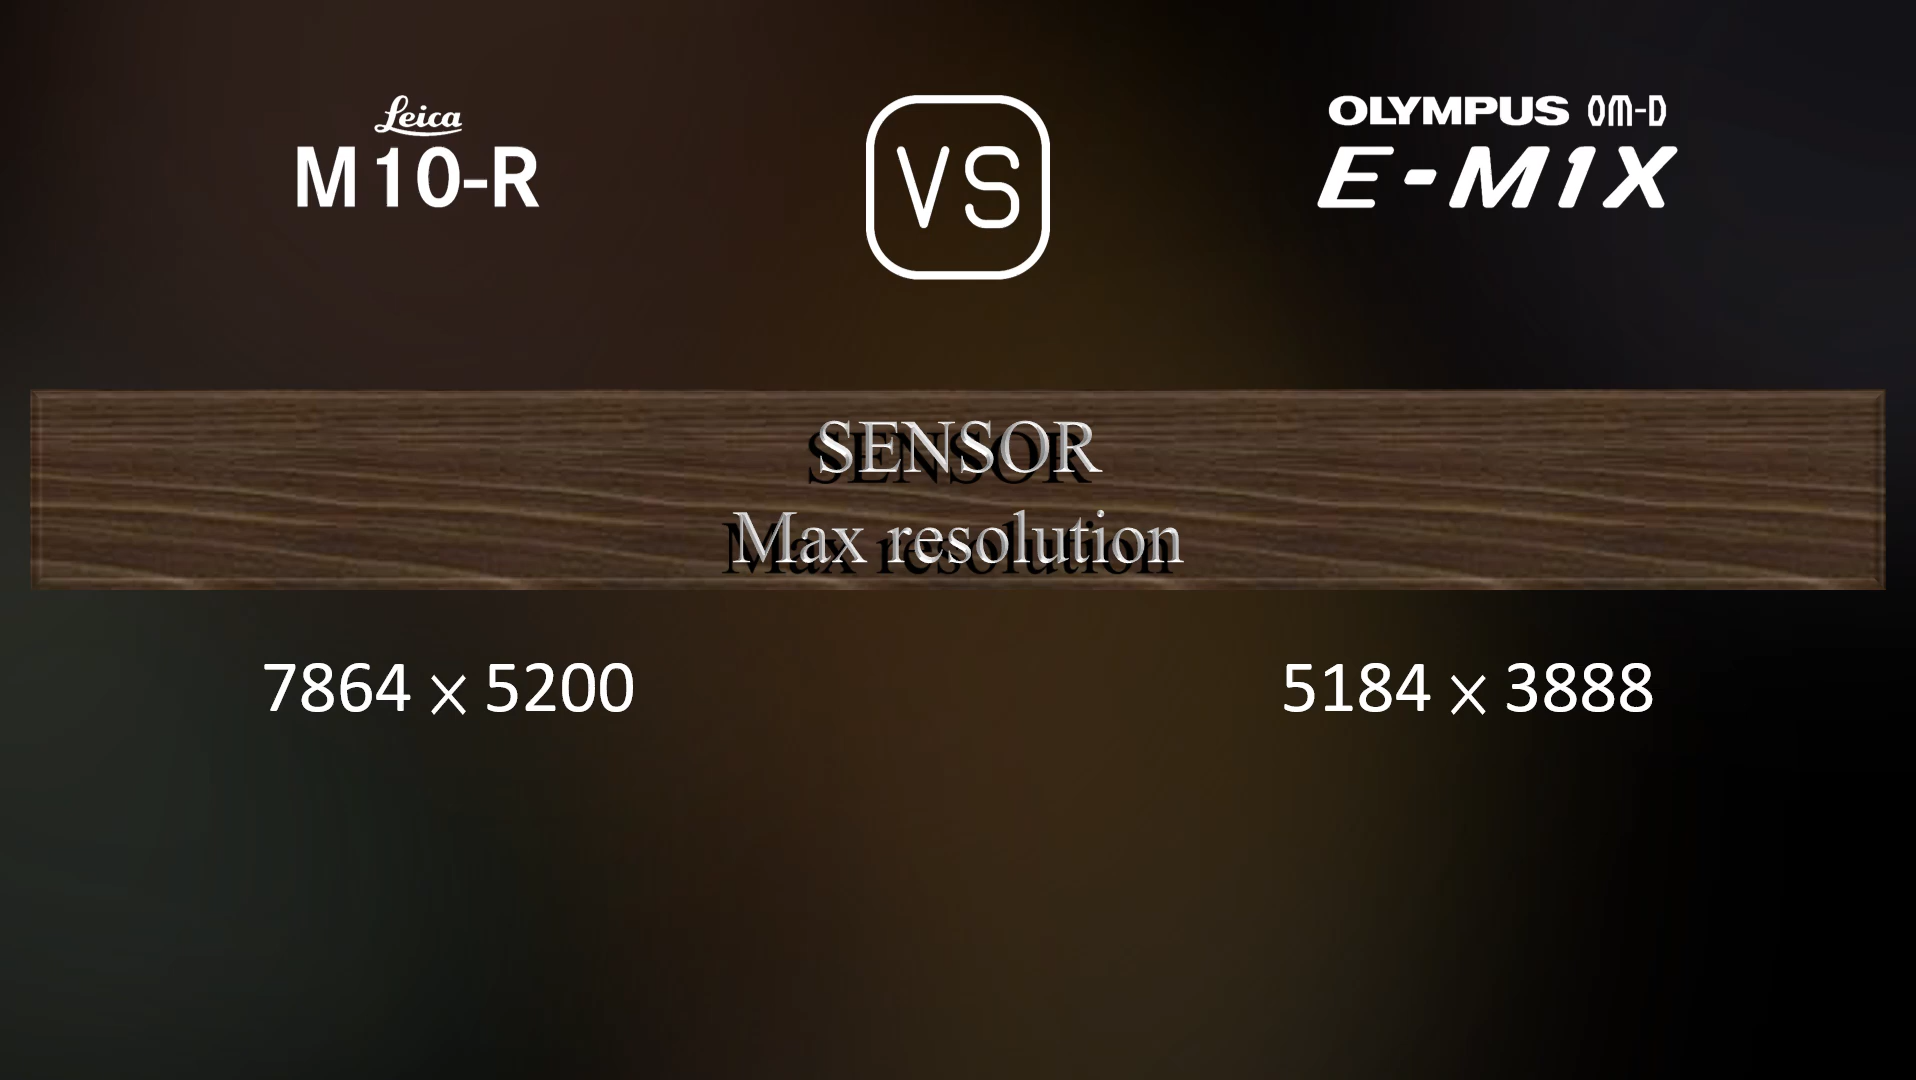 Leica
M10-R
VS
OLYMPUS OM-D
E-M1X
SENSOR
Max resolution
7864 x 5200
5184 x 3888